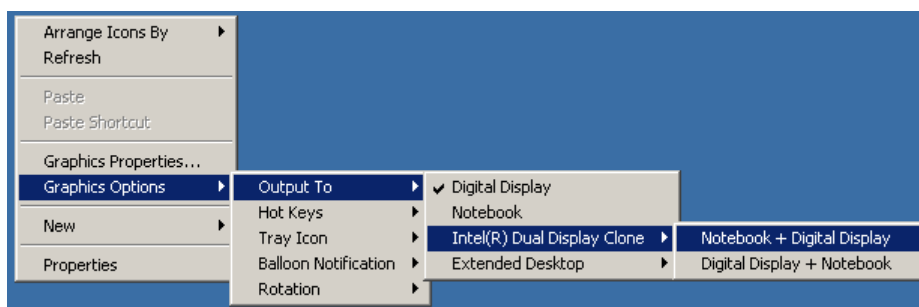 Arrange Icons By
Refresh
Paste
Paste Shortcut
Graphics Properties...
Graphics Options
New
Properties
Output To
Hot Keys
Tray Icon
Balloon Notification
Rotation
Digital Display
Notebook
Intel(R) Dual Display Clone
Extended Desktop
Notebook + Digital Display
Digital Display + Notebook